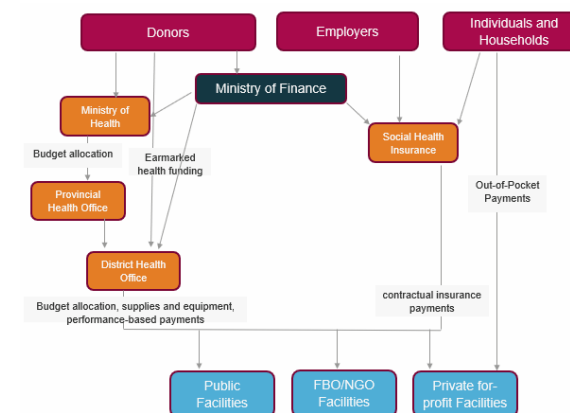 Donors
Employers
Individuals and
Households
Ministry of Finance
Ministry of
Health
Social Health
Insurance
Budget allocation
Earmarked
health funding
Provincial
Health Office
Out-of-Pocket
Payments
District Health
Office
Budget allocation, supplies and equipment,
performance-based payments
contractual insurance
payments
Public
Facilities
FBO/NGO
Facilities
Private for-
profit Facilities